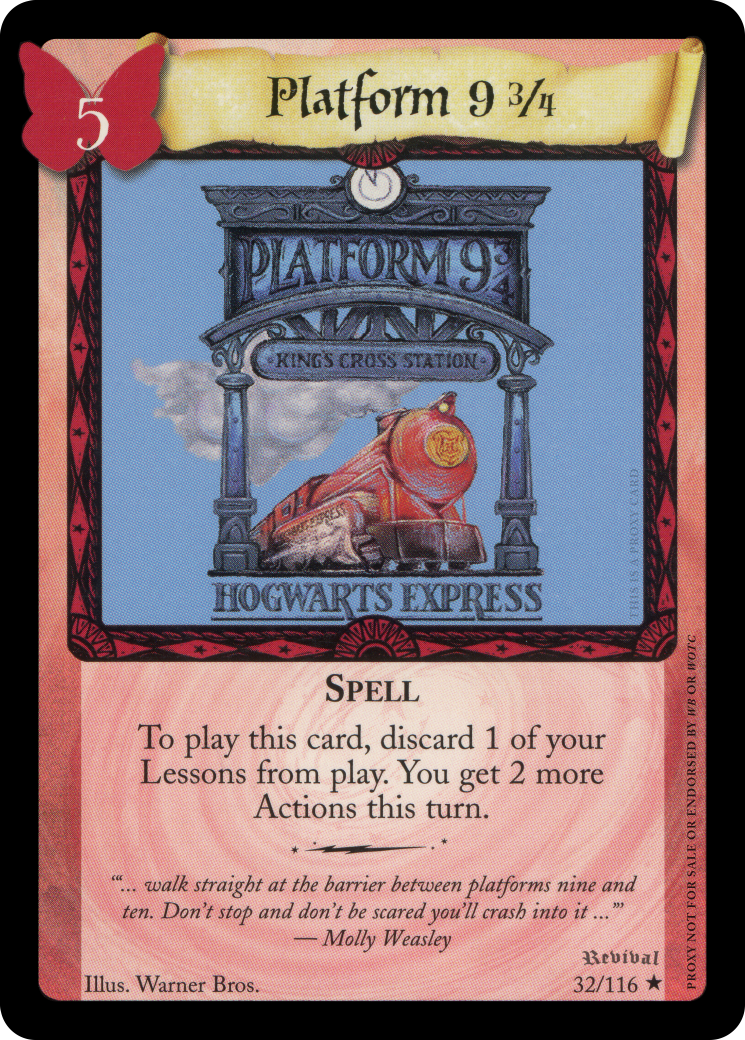 5
Platform 9 3/4
PLATFORM 9 3/4
·KING'S CROSS STATION·
HOGWARTS EXPRESS
THIS IS A PROXY CARD
SPELL
To play this card, discard 1 of your
Lessons from play. You get 2 more
Actions this turn.
"'... walk straight at the barrier between platforms nine and
ten. Don't stop and don't be scared you'll crash into it ...'"
— Molly Weasley
Revival
Illus. Warner Bros.
32/116 ★
PROXY NOT FOR SALE OR ENDORSED BY WB OR WOTC